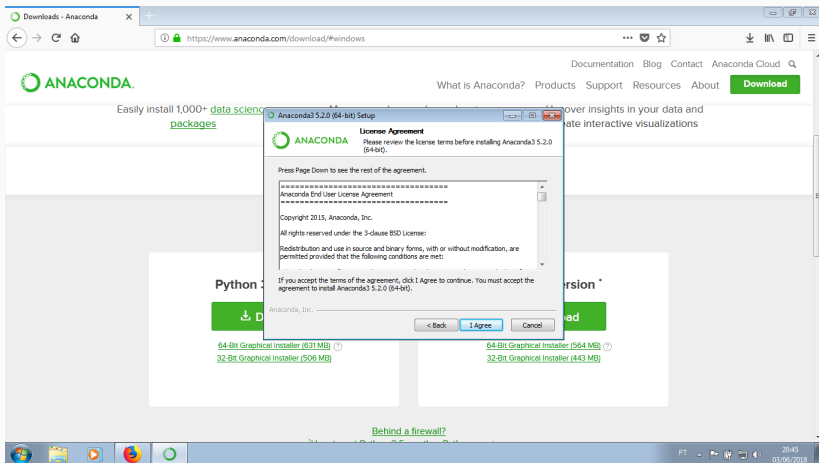 Downloads - Anaconda
https://www.anaconda.com/download/#windows
Documentation Blog Contact Anaconda Cloud
ANACONDA.
What is Anaconda? Products Support Resources About Download
Easily install 1,000+ data scienc
packages
over insights in your data and
ate interactive visualizations
Anaconda3 5.2.0 (64-bit) Setup
ANACONDA
License Agreement
Please review the license terms before installing Anaconda3 5.2.0
(64-bit).
Press Page Down to see the rest of the agreement.
===================================
Anaconda End User License Agreement
===================================
Copyright 2015, Anaconda, Inc.
All rights reserved under the 3-clause BSD License:
Redistribution and use in source and binary forms, with or without modification, are
permitted provided that the following conditions are met:
If you accept the terms of the agreement, click I Agree to continue. You must accept the
agreement to install Anaconda3 5.2.0 (64-bit).
Anaconda, Inc.
< Back I Agree Cancel
Python 3
rsion *
D
ad
64-Bit Graphical Installer (631 MB) ?
32-Bit Graphical Installer (506 MB)
64-Bit Graphical Installer (564 MB) ?
32-Bit Graphical Installer (443 MB)
Behind a firewall?
PT
20:45
03/06/2018